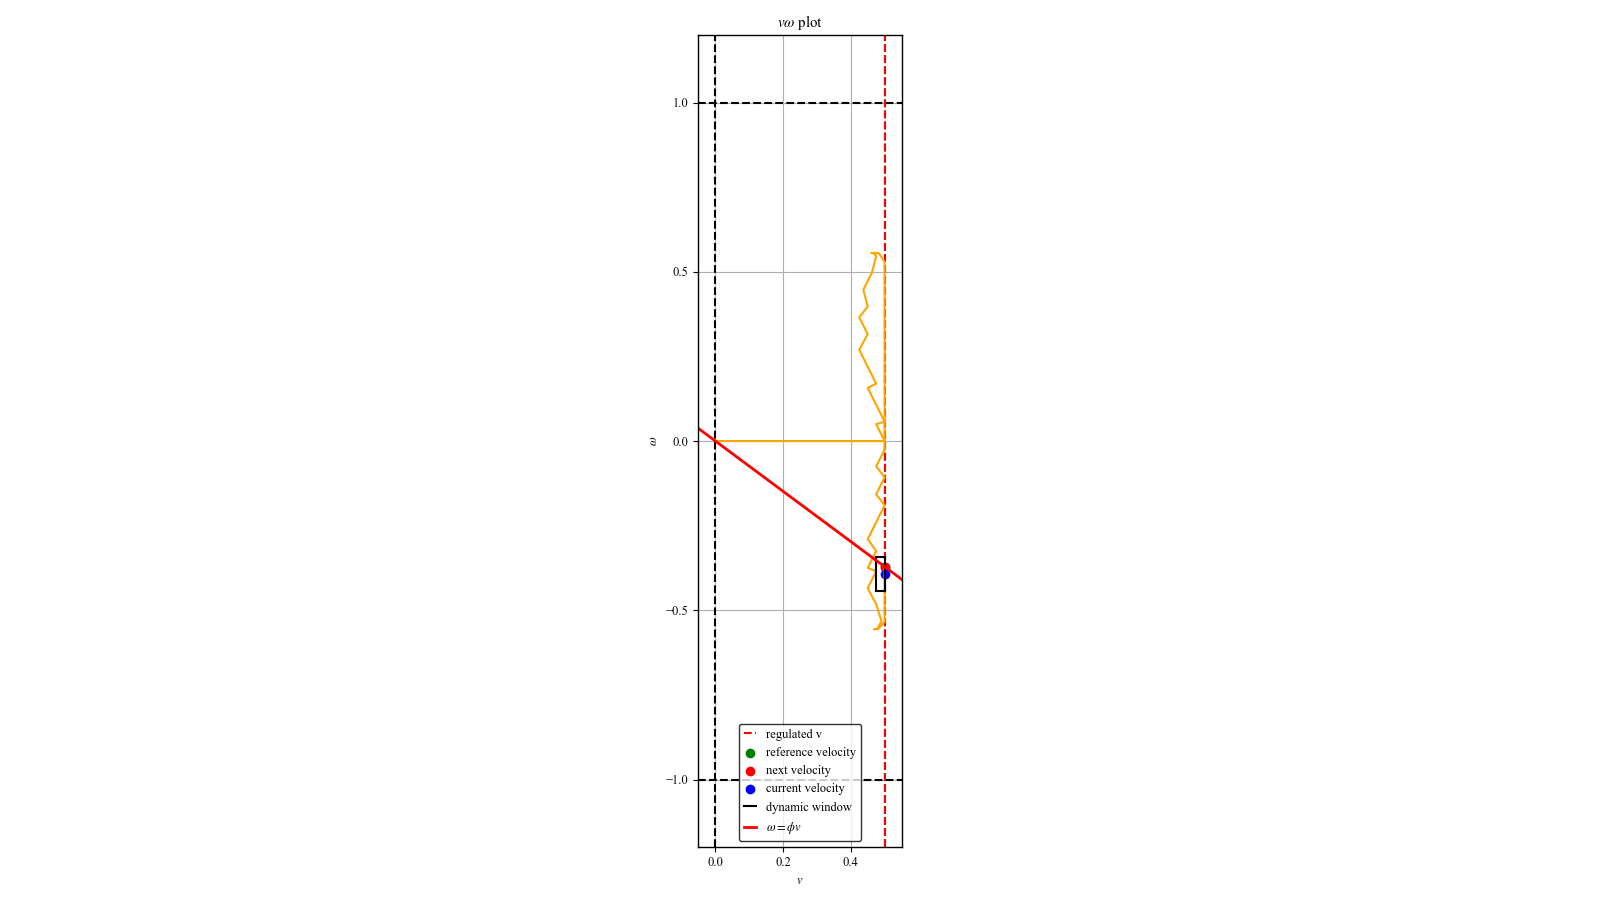 vω plot
1.0
0.5
0.0
−0.5
−1.0
ω
0.0 0.2 0.4
v
regulated v
reference velocity
next velocity
current velocity
dynamic window
ω = ϕv